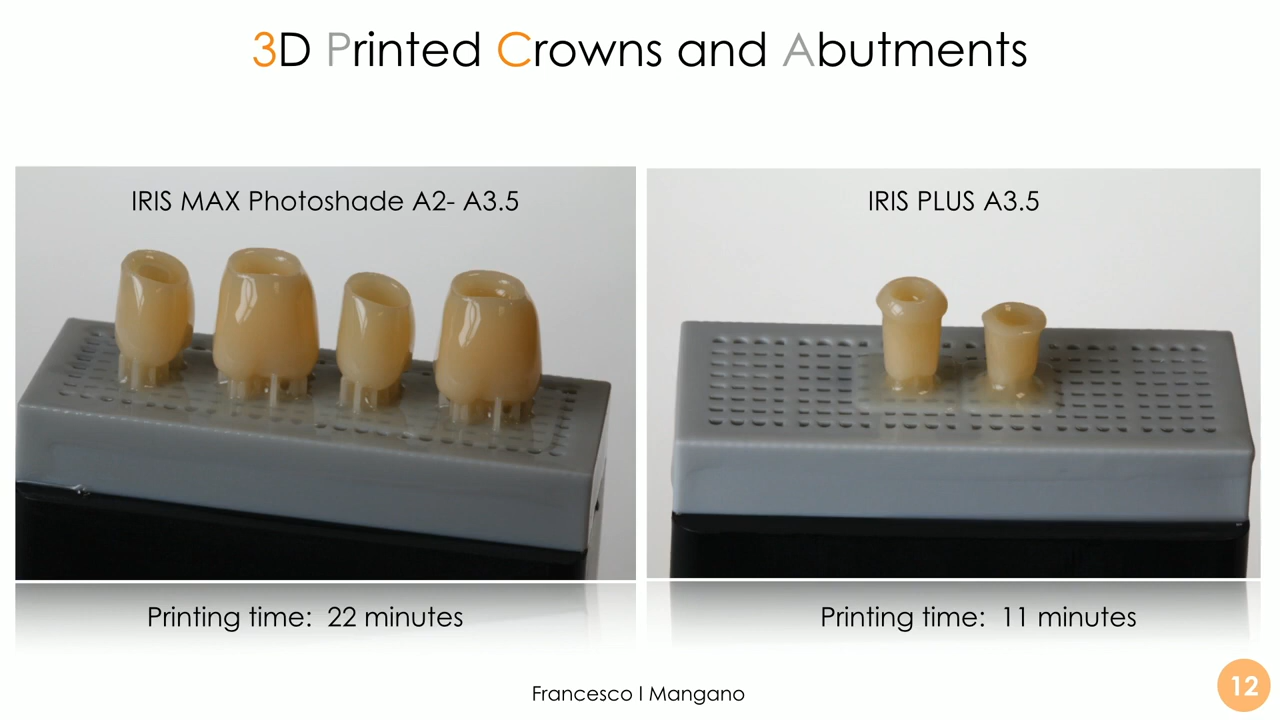 3D Printed Crowns and Abutments
IRIS MAX Photoshade A2- A3.5
IRIS PLUS A3.5
Printing time: 22 minutes
Printing time: 11 minutes
Francesco l Mangano
12